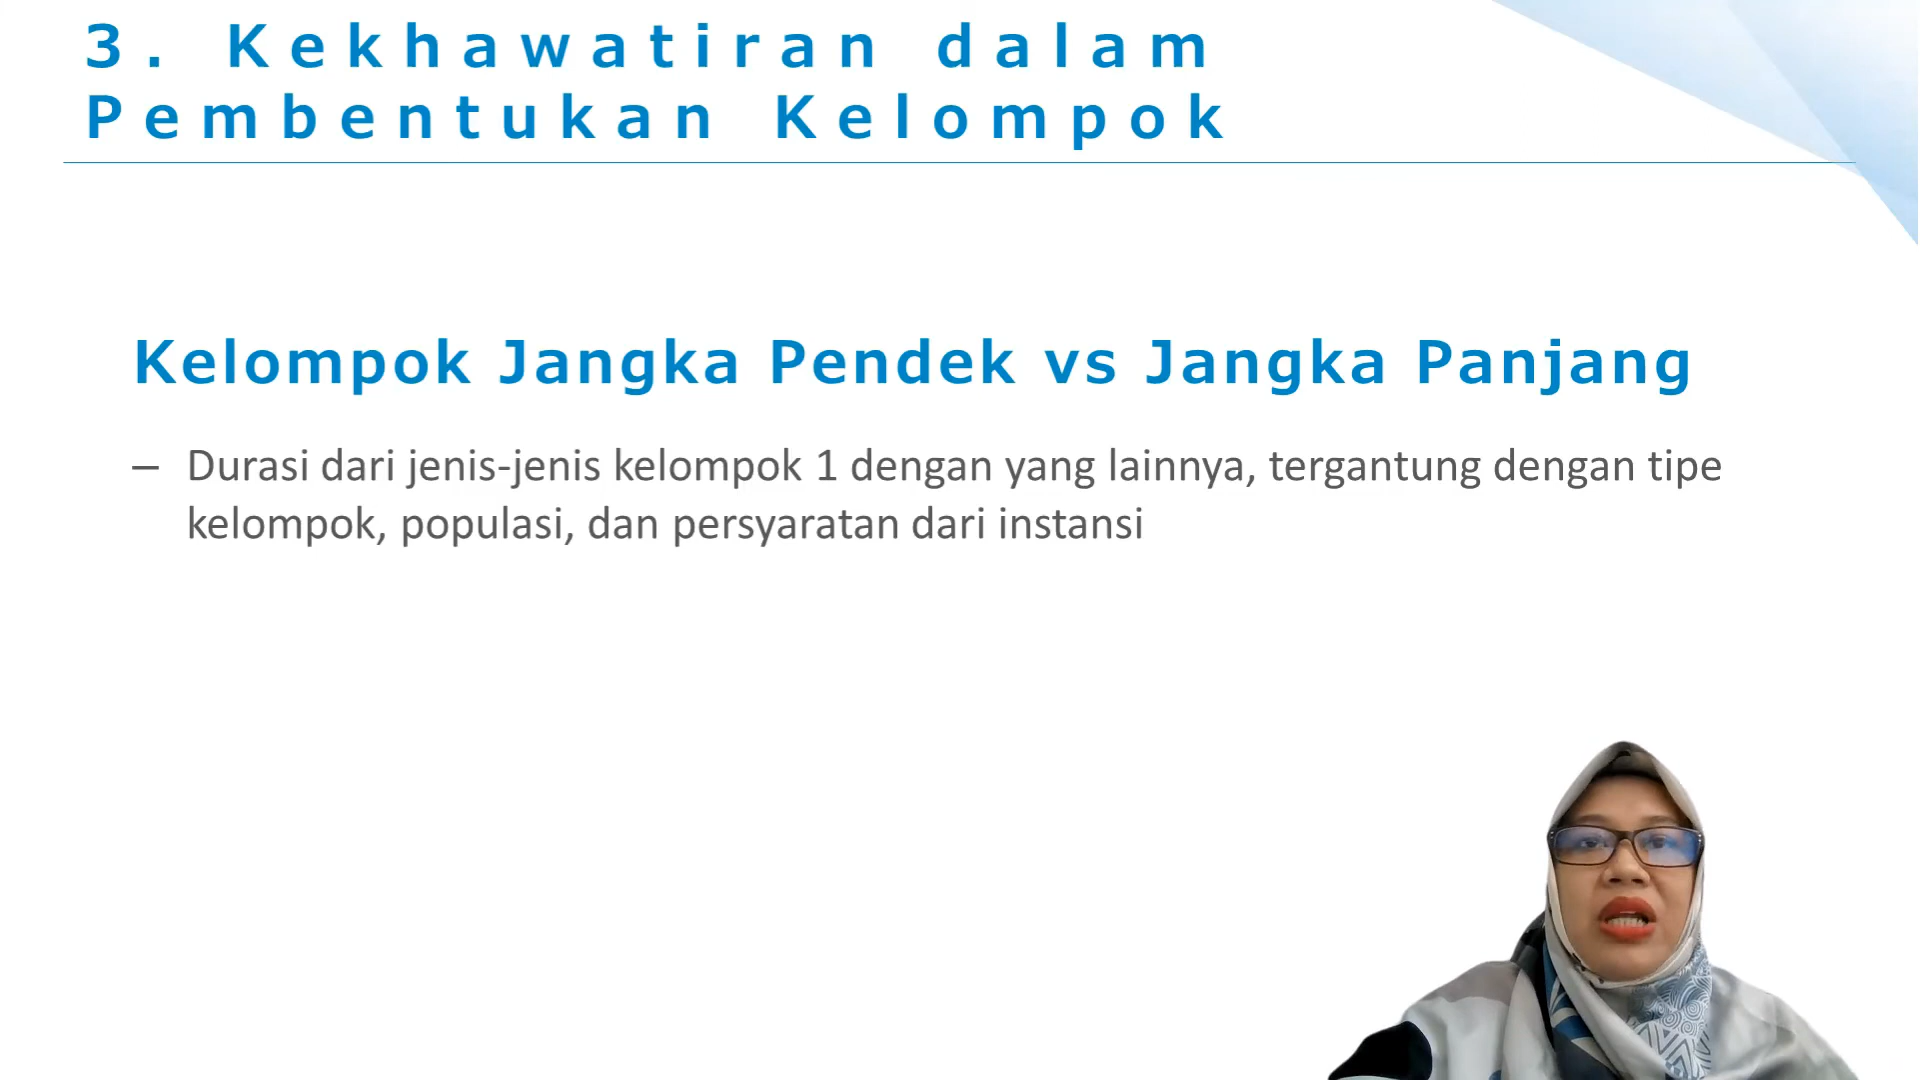 3. Kekhawatiran dalam
Pembentukan Kelompok
Kelompok Jangka Pendek vs Jangka Panjang
– Durasi dari jenis-jenis kelompok 1 dengan yang lainnya, tergantung dengan tipe
kelompok, populasi, dan persyaratan dari instansi